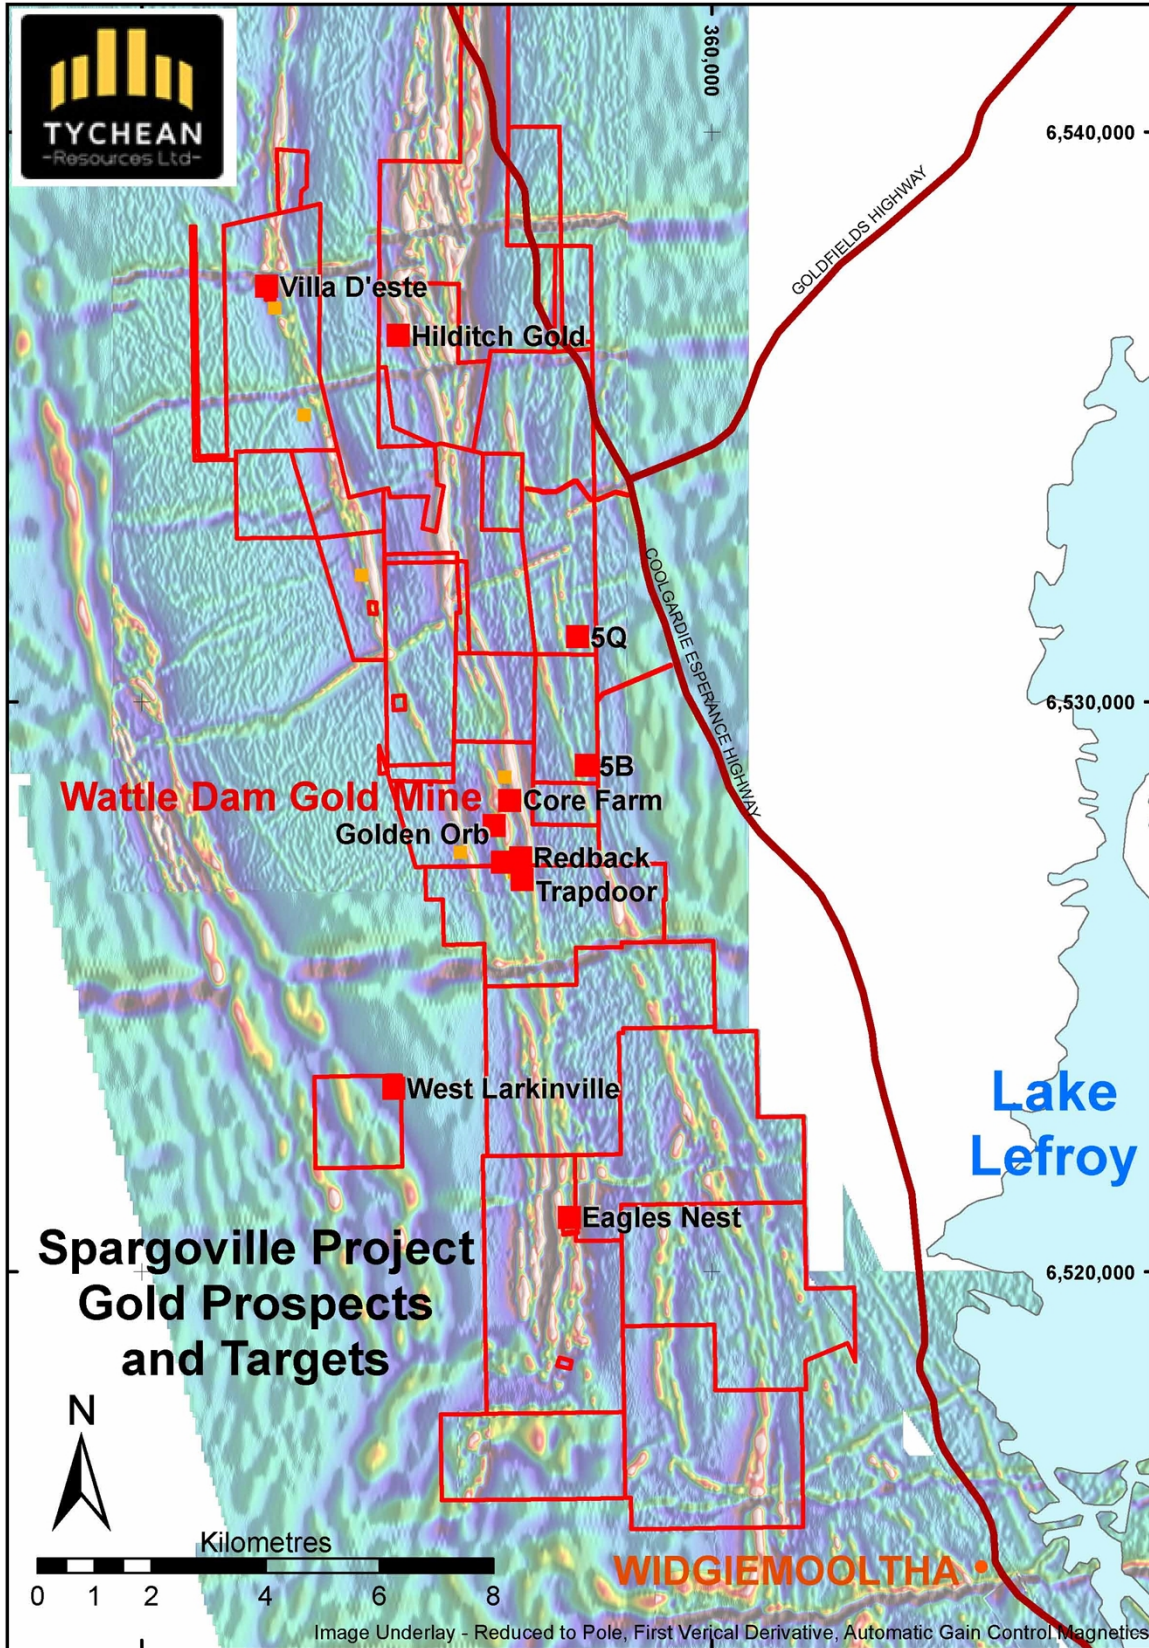 TYCHEAN
-Resources Ltd-
360,000
6,540,000
GOLDFIELDS HIGHWAY
Villa D'este
Hilditch Gold
COOLGARDIE ESPERANCE HIGHWAY
5Q
6,530,000
5B
Wattle Dam Gold Mine
Core Farm
Golden Orb
Redback
Trapdoor
West Larkinville
Lake
Lefroy
Eagles Nest
Spargoville Project
Gold Prospects
and Targets
6,520,000
N
Kilometres
0 1 2 4 6 8
WIDGIEMOOLTHA
Image Underlay - Reduced to Pole, First Verical Derivative, Automatic Gain Control Magnetics